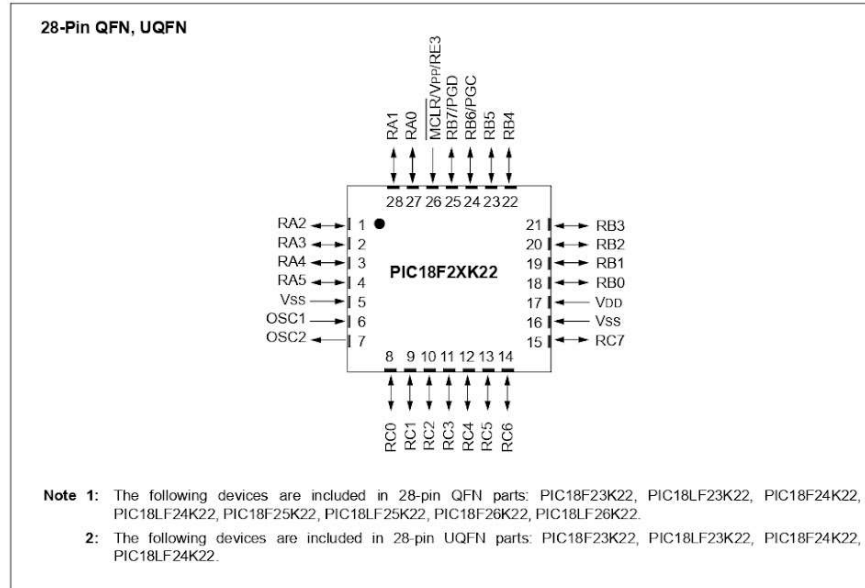 28-Pin QFN, UQFN
RA1
RA0
MCLR/VPP/RE3
RB7/PGD
RB6/PGC
RB5
RB4
28 27 26 25 24 23 22
RA2 1
RA3 2
RA4 3
RA5 4
VSS 5
OSC1 6
OSC2 7
PIC18F2XK22
21 RB3
20 RB2
19 RB1
18 RB0
17 VDD
16 VSS
15 RC7
8 9 10 11 12 13 14
RC0
RC1
RC2
RC3
RC4
RC5
RC6
Note 1: The following devices are included in 28-pin QFN parts: PIC18F23K22, PIC18LF23K22, PIC18F24K22,
PIC18LF24K22, PIC18F25K22, PIC18LF25K22, PIC18F26K22, PIC18LF26K22.
2: The following devices are included in 28-pin UQFN parts: PIC18F23K22, PIC18LF23K22, PIC18F24K22,
PIC18LF24K22.